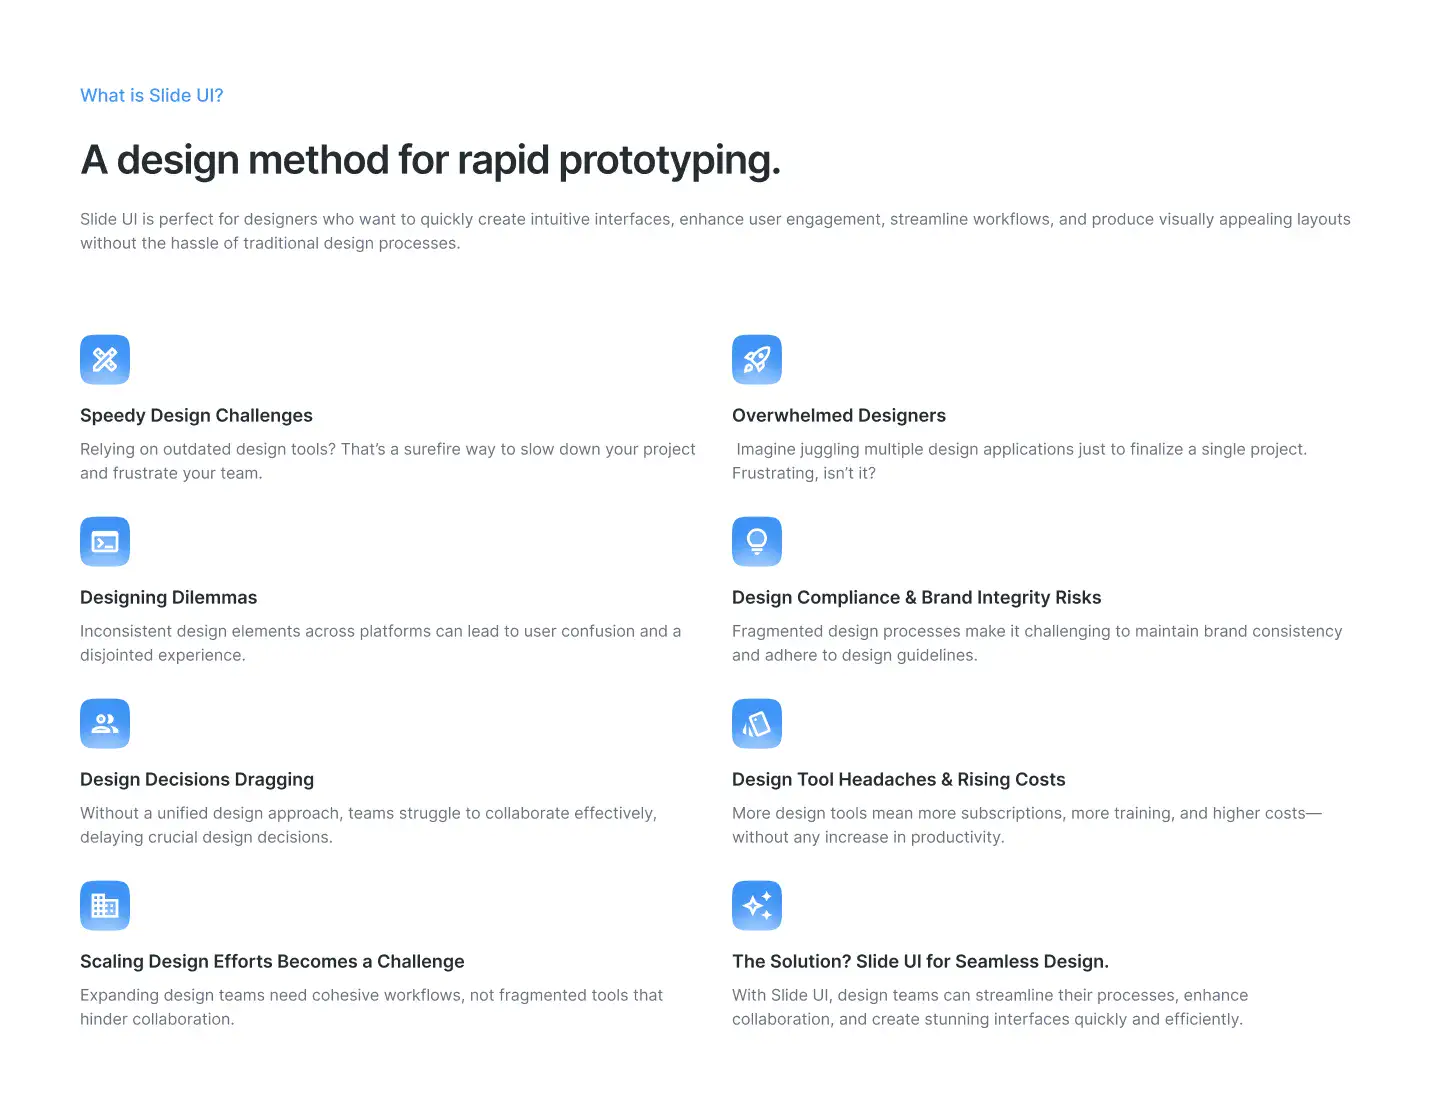 What is Slide UI?
A design method for rapid prototyping.
Slide UI is perfect for designers who want to quickly create intuitive interfaces, enhance user engagement, streamline workflows, and produce visually appealing layouts
without the hassle of traditional design processes.
Speedy Design Challenges
Relying on outdated design tools? That’s a surefire way to slow down your project
and frustrate your team.
Overwhelmed Designers
Imagine juggling multiple design applications just to finalize a single project.
Frustrating, isn’t it?
Designing Dilemmas
Inconsistent design elements across platforms can lead to user confusion and a
disjointed experience.
Design Compliance & Brand Integrity Risks
Fragmented design processes make it challenging to maintain brand consistency
and adhere to design guidelines.
Design Decisions Dragging
Without a unified design approach, teams struggle to collaborate effectively,
delaying crucial design decisions.
Design Tool Headaches & Rising Costs
More design tools mean more subscriptions, more training, and higher costs—
without any increase in productivity.
Scaling Design Efforts Becomes a Challenge
Expanding design teams need cohesive workflows, not fragmented tools that
hinder collaboration.
The Solution? Slide UI for Seamless Design.
With Slide UI, design teams can streamline their processes, enhance
collaboration, and create stunning interfaces quickly and efficiently.